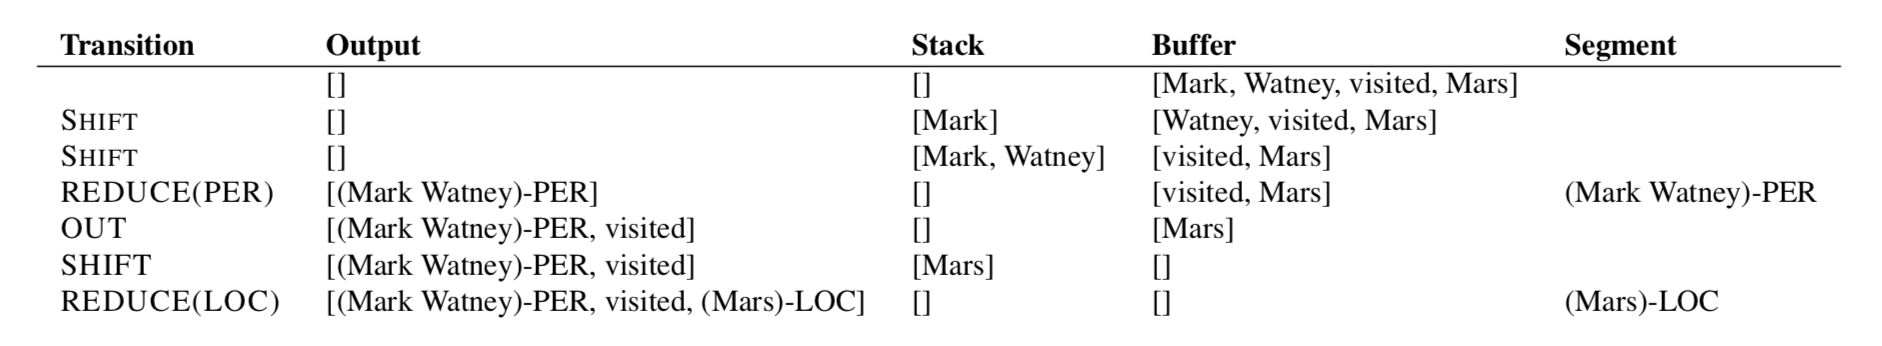 Transition Output Stack Buffer Segment
[] [] [Mark, Watney, visited, Mars]
SHIFT [] [Mark] [Watney, visited, Mars]
SHIFT [] [Mark, Watney] [visited, Mars]
REDUCE(PER) [(Mark Watney)-PER] [] [visited, Mars] (Mark Watney)-PER
OUT [(Mark Watney)-PER, visited] [] [Mars]
SHIFT [(Mark Watney)-PER, visited] [Mars] []
REDUCE(LOC) [(Mark Watney)-PER, visited, (Mars)-LOC] [] [] (Mars)-LOC